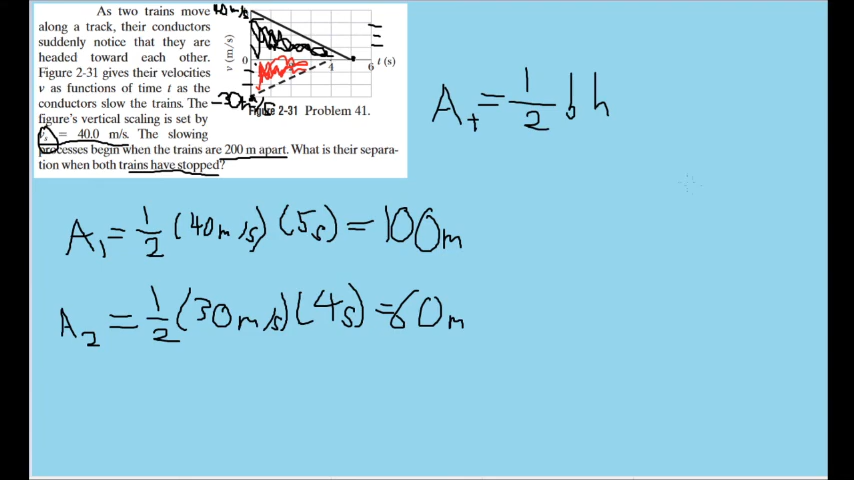 As two trains move
along a track, their conductors
suddenly notice that they are
headed toward each other.
Figure 2-31 gives their velocities
v as functions of time t as the
conductors slow the trains. The
figure's vertical scaling is set by
= 40.0 m/s. The slowing
processes begin when the trains are 200 m apart. What is their separa-
tion when both trains have stopped?
40 m/s
v (m/s)
0
4
6
t (s)
-30 m/s
Figure 2-31 Problem 41.
A_t = 1/2 b h
A_1 = 1/2 (40 m/s) (5s) = 100 m
A_2 = 1/2 (30 m/s) (4s) = 60 m